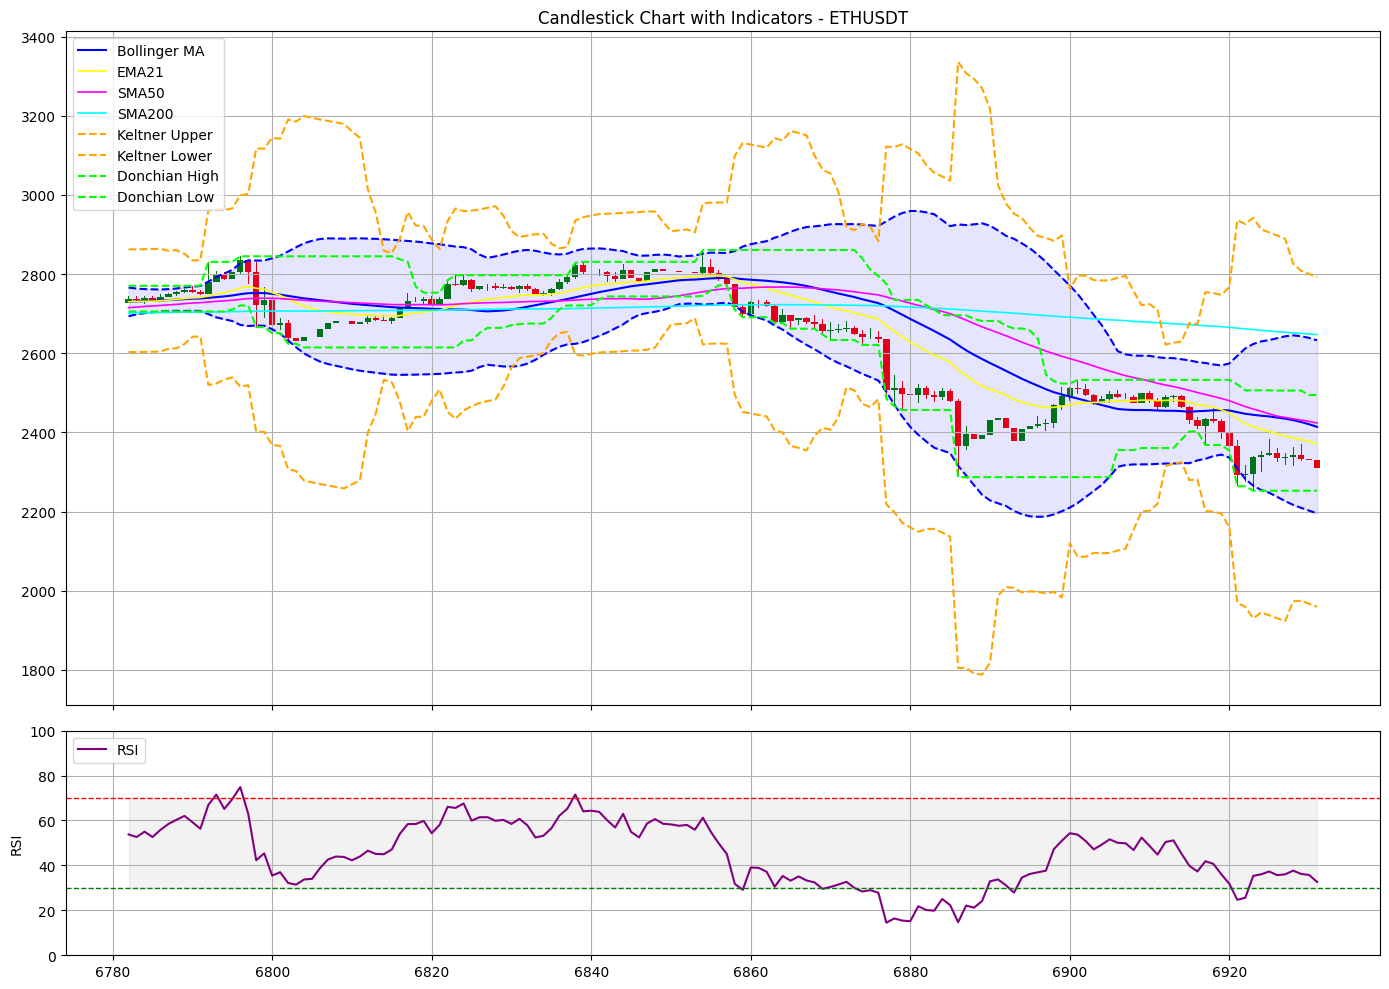 Candlestick Chart with Indicators - ETHUSDT
3400
3200
3000
2800
2600
2400
2200
2000
1800
Bollinger MA
EMA21
SMA50
SMA200
Keltner Upper
Keltner Lower
Donchian High
Donchian Low
100
80
60
40
20
0
RSI
RSI
6780 6800 6820 6840 6860 6880 6900 6920